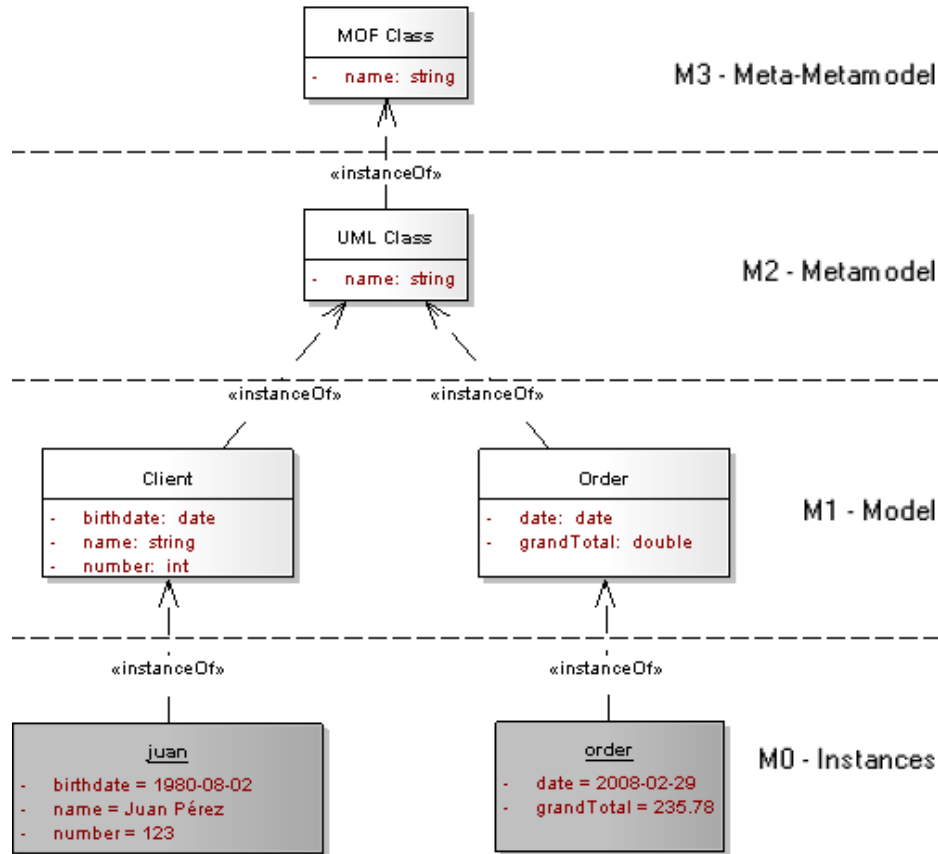 MOF Class
- name: string
M3 - Meta-Metamodel
«instanceOf»
UML Class
- name: string
M2 - Metamodel
«instanceOf» «instanceOf»
Client
- birthdate: date
- name: string
- number: int
Order
- date: date
- grandTotal: double
M1 - Model
«instanceOf» «instanceOf»
juan
- birthdate = 1980-08-02
- name = Juan Pérez
- number = 123
order
- date = 2008-02-29
- grandTotal = 235.78
M0 - Instances